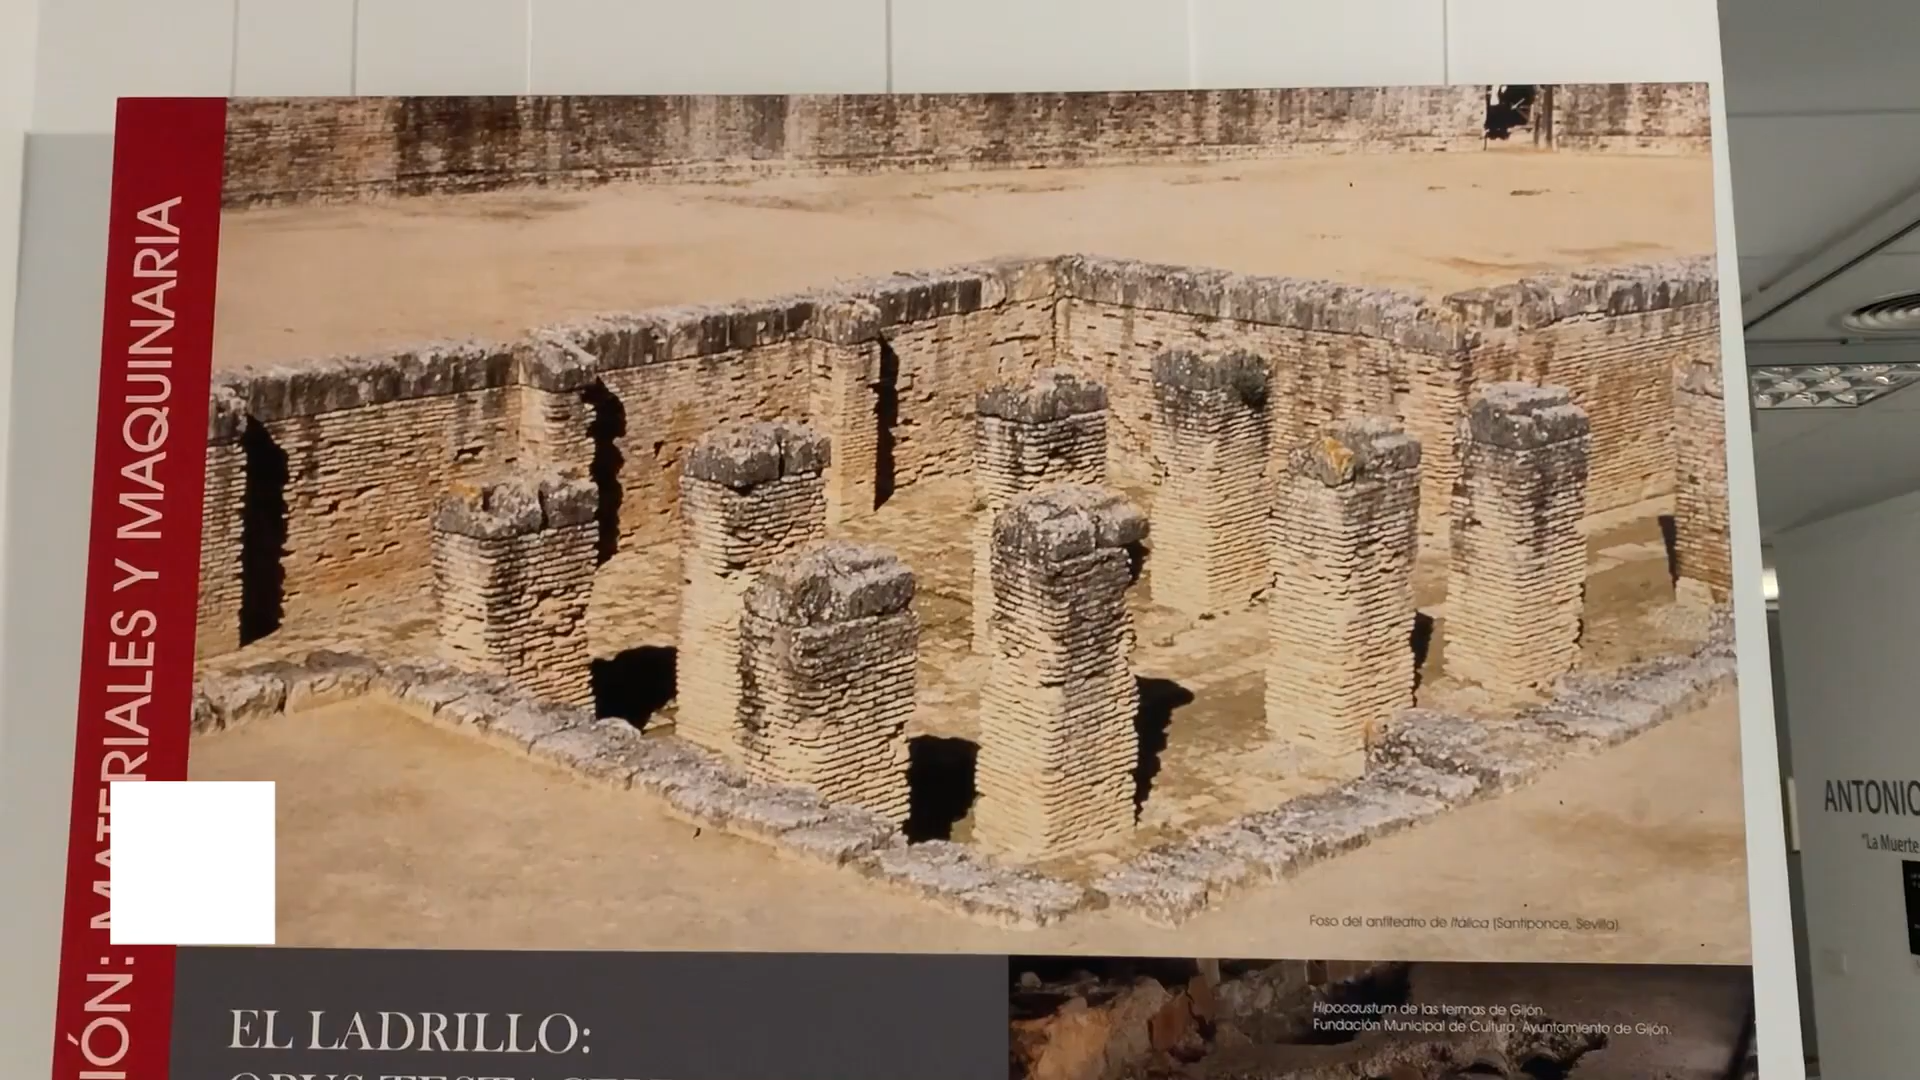 IÓN: MATERIALES Y MAQUINARIA
Foso del anfiteatro de Itálica (Santiponce, Sevilla)
EL LADRILLO:
Hipocaustum de las termas de Gijón.
Fundación Municipal de Cultura, Ayuntamiento de Gijón.
ANTONIO
"La Muerte